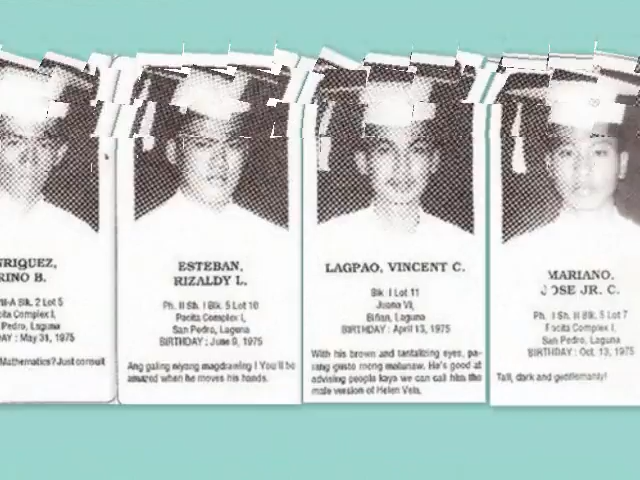 NRIQUEZ,
RINO B.
Blk. 2 Lot 5
Complex I,
Pedro, Laguna
BIRTHDAY : May 31, 1975
Mathematics? Just consult
ESTEBAN,
RIZALDY L.
Ph. II Sh. I Blk. 5 Lot 10
Pacita Complex I,
San Pedro, Laguna
BIRTHDAY : June 9, 1975
Ang galing niyang magdrawing ! You'll be
amazed when he moves his hands.
LAGPAO, VINCENT C.
Blk I Lot 11
Juana VI,
Biñan, Laguna
BIRTHDAY : April 13, 1975
With his brown and tantalizing eyes, pa-
rang gusto mong matunaw. He's good at
advising people kaya we can call him the
male version of Helen Vela.
MARIANO,
JOSE JR. C.
Ph. I Sh. II Blk. 5 Lot 7
Pacita Complex I,
San Pedro, Laguna
BIRTHDAY : Oct. 13, 1975
Tall, dark and gentlemanly!